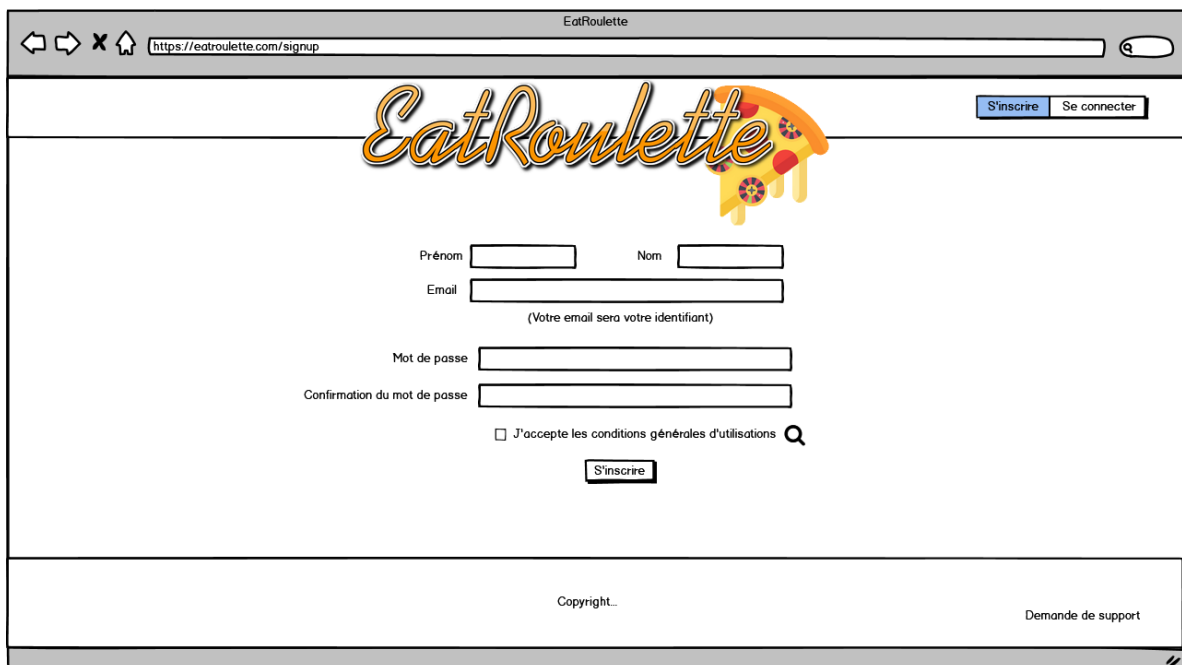 EatRoulette
https://eatroulette.com/signup
EatRoulette
S'inscrire Se connecter
Prénom Nom
Email
(Votre email sera votre identifiant)
Mot de passe
Confirmation du mot de passe
J'accepte les conditions générales d'utilisations
S'inscrire
Copyright...
Demande de support